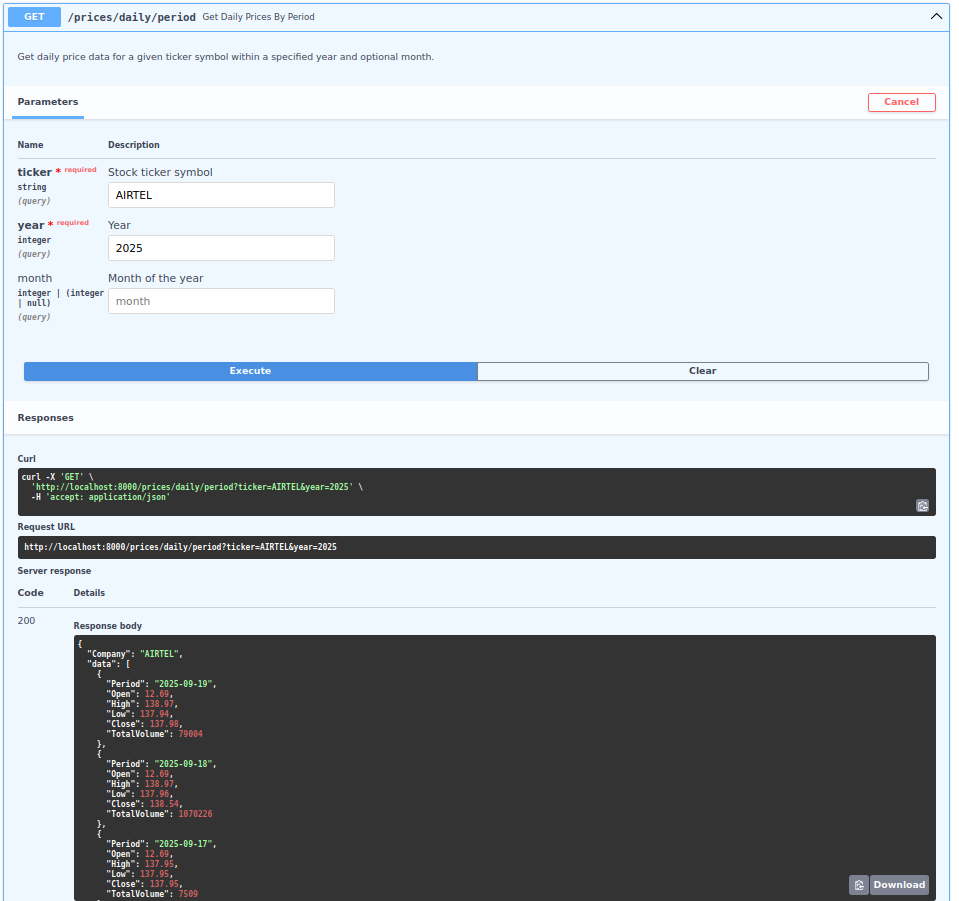 GET /prices/daily/period Get Daily Prices By Period
Get daily price data for a given ticker symbol within a specified year and optional month.
Parameters
Cancel
Name Description
ticker * required
string
(query)
Stock ticker symbol
AIRTEL
year * required
integer
(query)
Year
2025
month
integer | (integer
| null)
(query)
Month of the year
month
Execute Clear
Responses
Curl
curl -X 'GET' \
'http://localhost:8000/prices/daily/period?ticker=AIRTEL&year=2025' \
-H 'accept: application/json'
Request URL
http://localhost:8000/prices/daily/period?ticker=AIRTEL&year=2025
Server response
Code Details
200
Response body
{
"Company": "AIRTEL",
"data": [
{
"Period": "2025-09-19",
"Open": 12.69,
"High": 138.97,
"Low": 137.94,
"Close": 137.98,
"TotalVolume": 79004
},
{
"Period": "2025-09-18",
"Open": 12.69,
"High": 138.97,
"Low": 137.96,
"Close": 138.54,
"TotalVolume": 1070226
},
{
"Period": "2025-09-17",
"Open": 12.69,
"High": 137.95,
"Low": 137.95,
"Close": 137.95,
"TotalVolume": 7509
Download